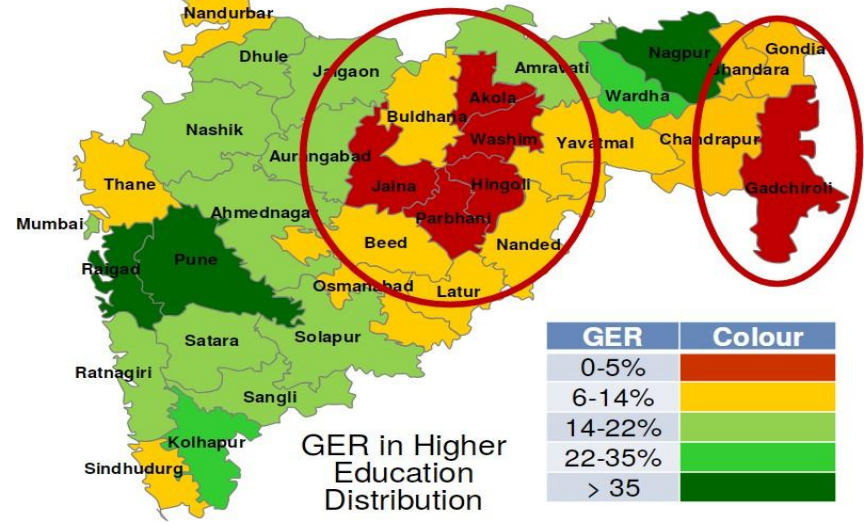 Nandurbar
Dhule
Jalgaon
Amravati
Nagpur
Gondia
Bhandara
Wardha
Akola
Buldhana
Nashik
Washim
Yavatmal
Chandrapur
Aurangabad
Thane
Jalna
Hingoli
Gadchiroli
Mumbai
Ahmednagar
Parbhani
Beed
Nanded
Raigad
Pune
Osmanabad
Latur
Satara
Solapur
Ratnagiri
Sangli
Kolhapur
Sindhudurg
GER in Higher
Education
Distribution
GER Colour
0-5%
6-14%
14-22%
22-35%
> 35